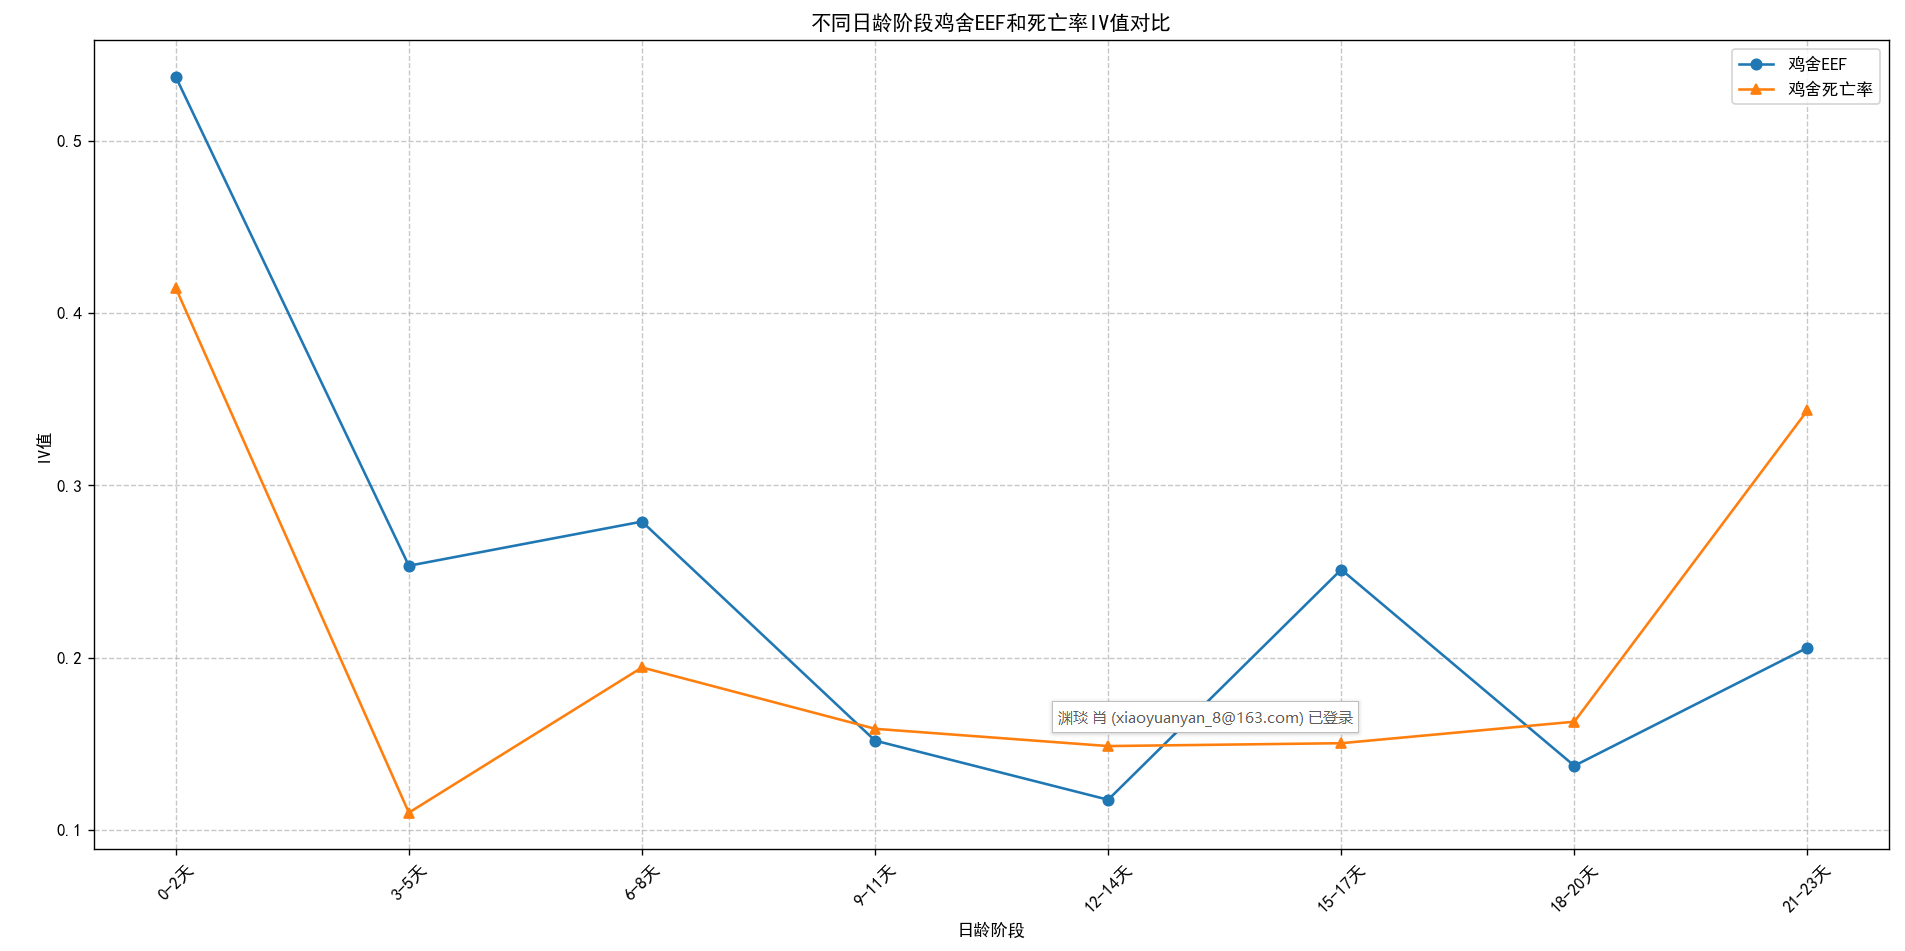 不同日龄阶段鸡舍EEF和死亡率IV值对比
鸡舍EEF
鸡舍死亡率
0.5
0.4
0.3
0.2
0.1
IV值
渊琰 肖 (xiaoyuanyan_8@163.com) 已登录
0-2天
3-5天
6-8天
9-11天
12-14天
15-17天
18-20天
21-23天
日龄阶段